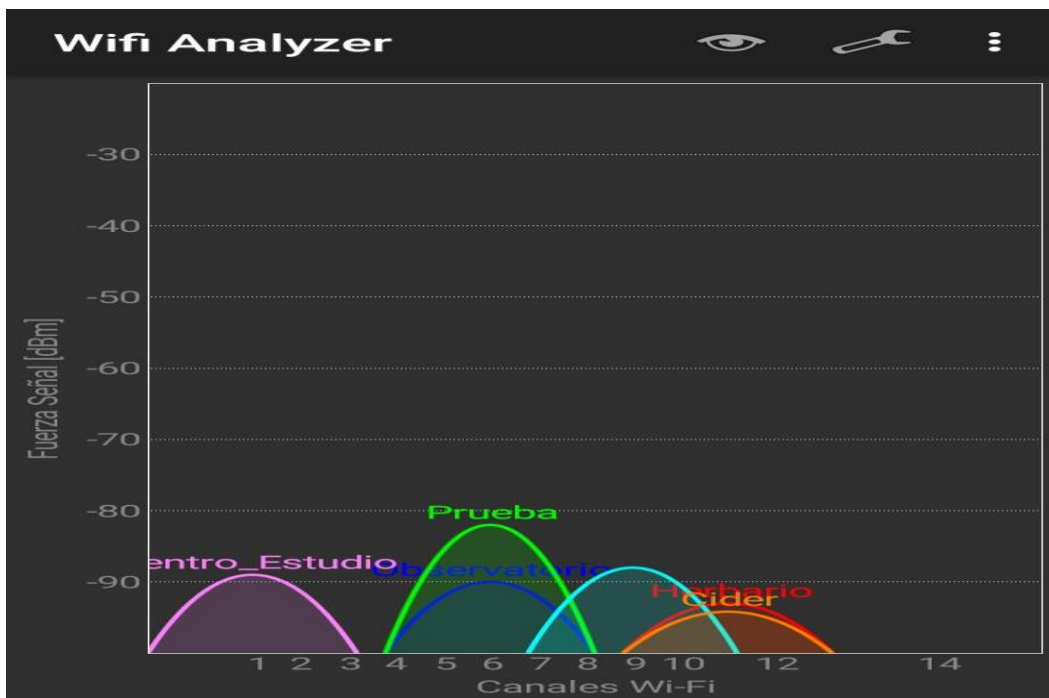 Wifi Analyzer
Fuerza Señal [dBm]
-30
-40
-50
-60
-70
-80
-90
Prueba
entro_Estudio
Observatorio
Herbario
Cider
1 2 3 4 5 6 7 8 9 10 12 14
Canales Wi-Fi